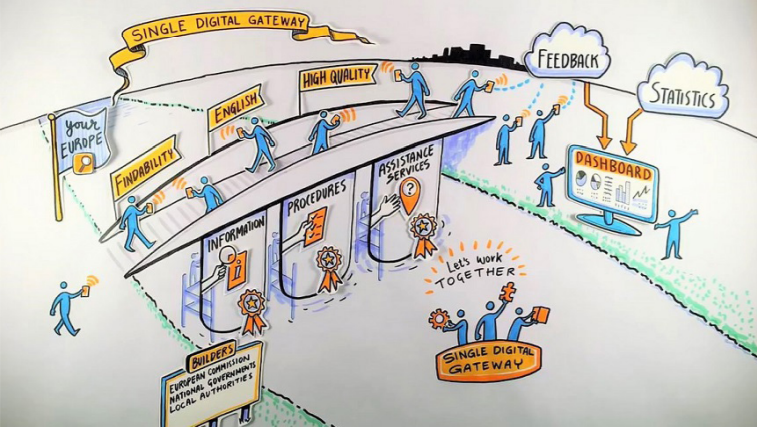 SINGLE DIGITAL GATEWAY
your
EUROPE
FINDABILITY
ENGLISH
HIGH QUALITY
FEEDBACK
STATISTICS
DASHBOARD
INFORMATION
i
PROCEDURES
ASSISTANCE
SERVICES
?
Let's work
TOGETHER
SINGLE DIGITAL
GATEWAY
BUILDERS
EUROPEAN COMMISSION
NATIONAL GOVERNMENTS
LOCAL AUTHORITIES